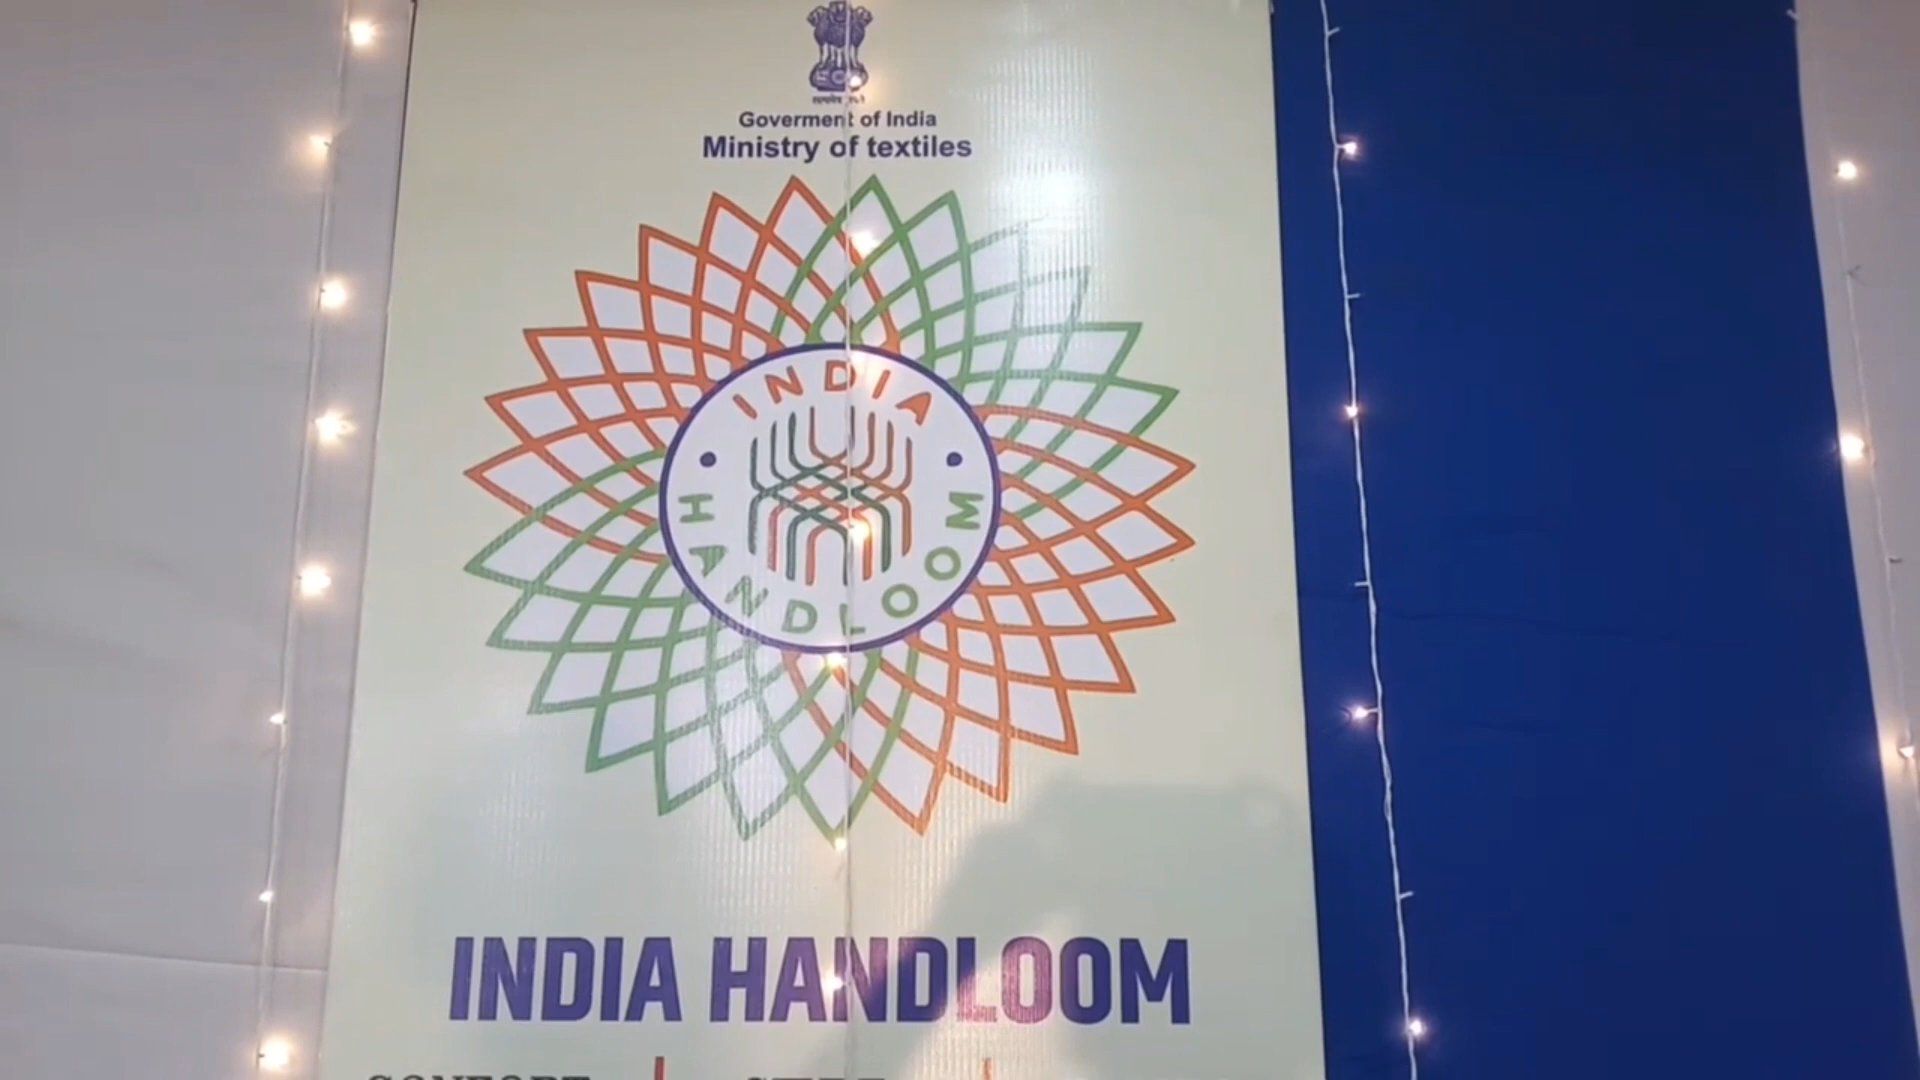 Goverment of India
Ministry of textiles
INDIA
HANDLOOM
INDIA HANDLOOM